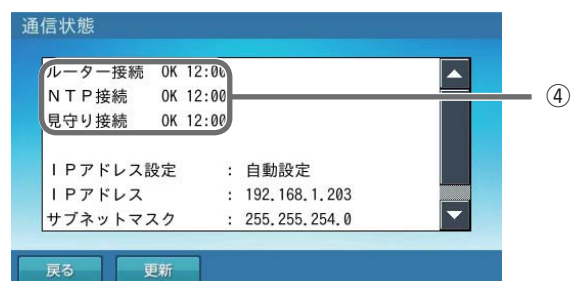 通信状態
ルーター接続 OK 12:00
NTP接続 OK 12:00 ④
見守り接続 OK 12:00
IPアドレス設定 : 自動設定
IPアドレス : 192.168.1.203
サブネットマスク : 255.255.254.0
戻る 更新